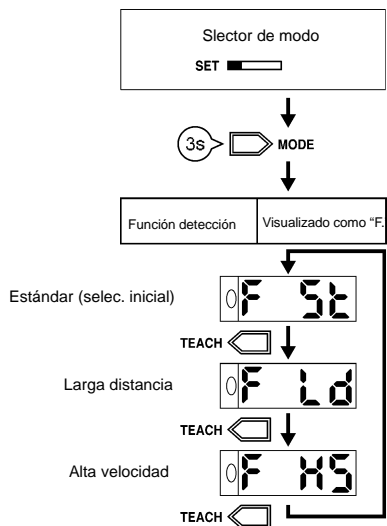 Slector de modo
SET
3s MODE
Función detección Visualizado como “F.
Estándar (selec. inicial) F St
TEACH
Larga distancia F Ld
TEACH
Alta velocidad F HS
TEACH